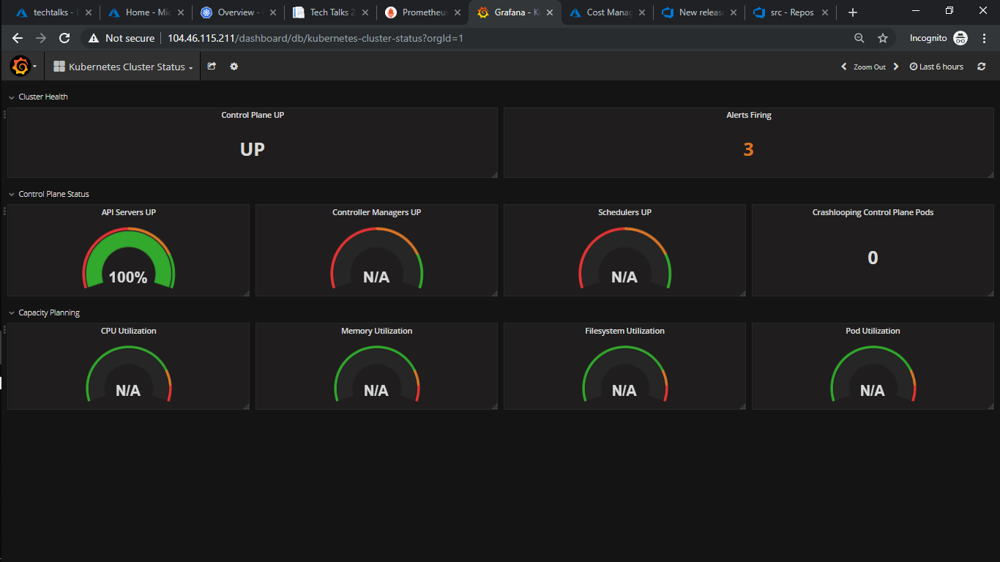 techtalks -
Home - Mic
Overview -
Tech Talks 2
Prometheus
Grafana - K
Cost Manag
New release
src - Repos
Not secure
104.46.115.211/dashboard/db/kubernetes-cluster-status?orgId=1
Incognito
Kubernetes Cluster Status
Zoom Out
Last 6 hours
Cluster Health
Control Plane UP
UP
Alerts Firing
3
Control Plane Status
API Servers UP
100%
Controller Managers UP
N/A
Schedulers UP
N/A
Crashlooping Control Plane Pods
0
Capacity Planning
CPU Utilization
N/A
Memory Utilization
N/A
Filesystem Utilization
N/A
Pod Utilization
N/A